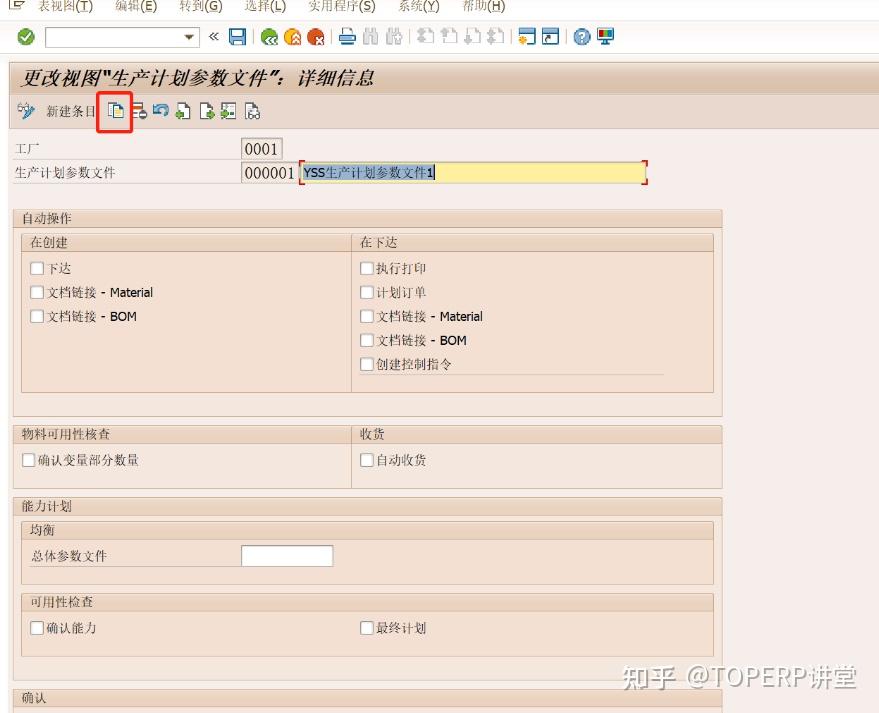 表视图(T) 编辑(E) 转到(G) 选择(L) 实用程序(S) 系统(Y) 帮助(H)
更改视图"生产计划参数文件": 详细信息
新建条目
工厂 0001
生产计划参数文件 000001 YSS生产计划参数文件1
自动操作
在创建 在下达
下达 执行打印
文档链接 - Material 计划订单
文档链接 - BOM 文档链接 - Material
文档链接 - BOM
创建控制指令
物料可用性核查 收货
确认变量部分数量 自动收货
能力计划
均衡
总体参数文件
可用性检查
确认能力 最终计划
确认
知乎 @TOPERP讲堂